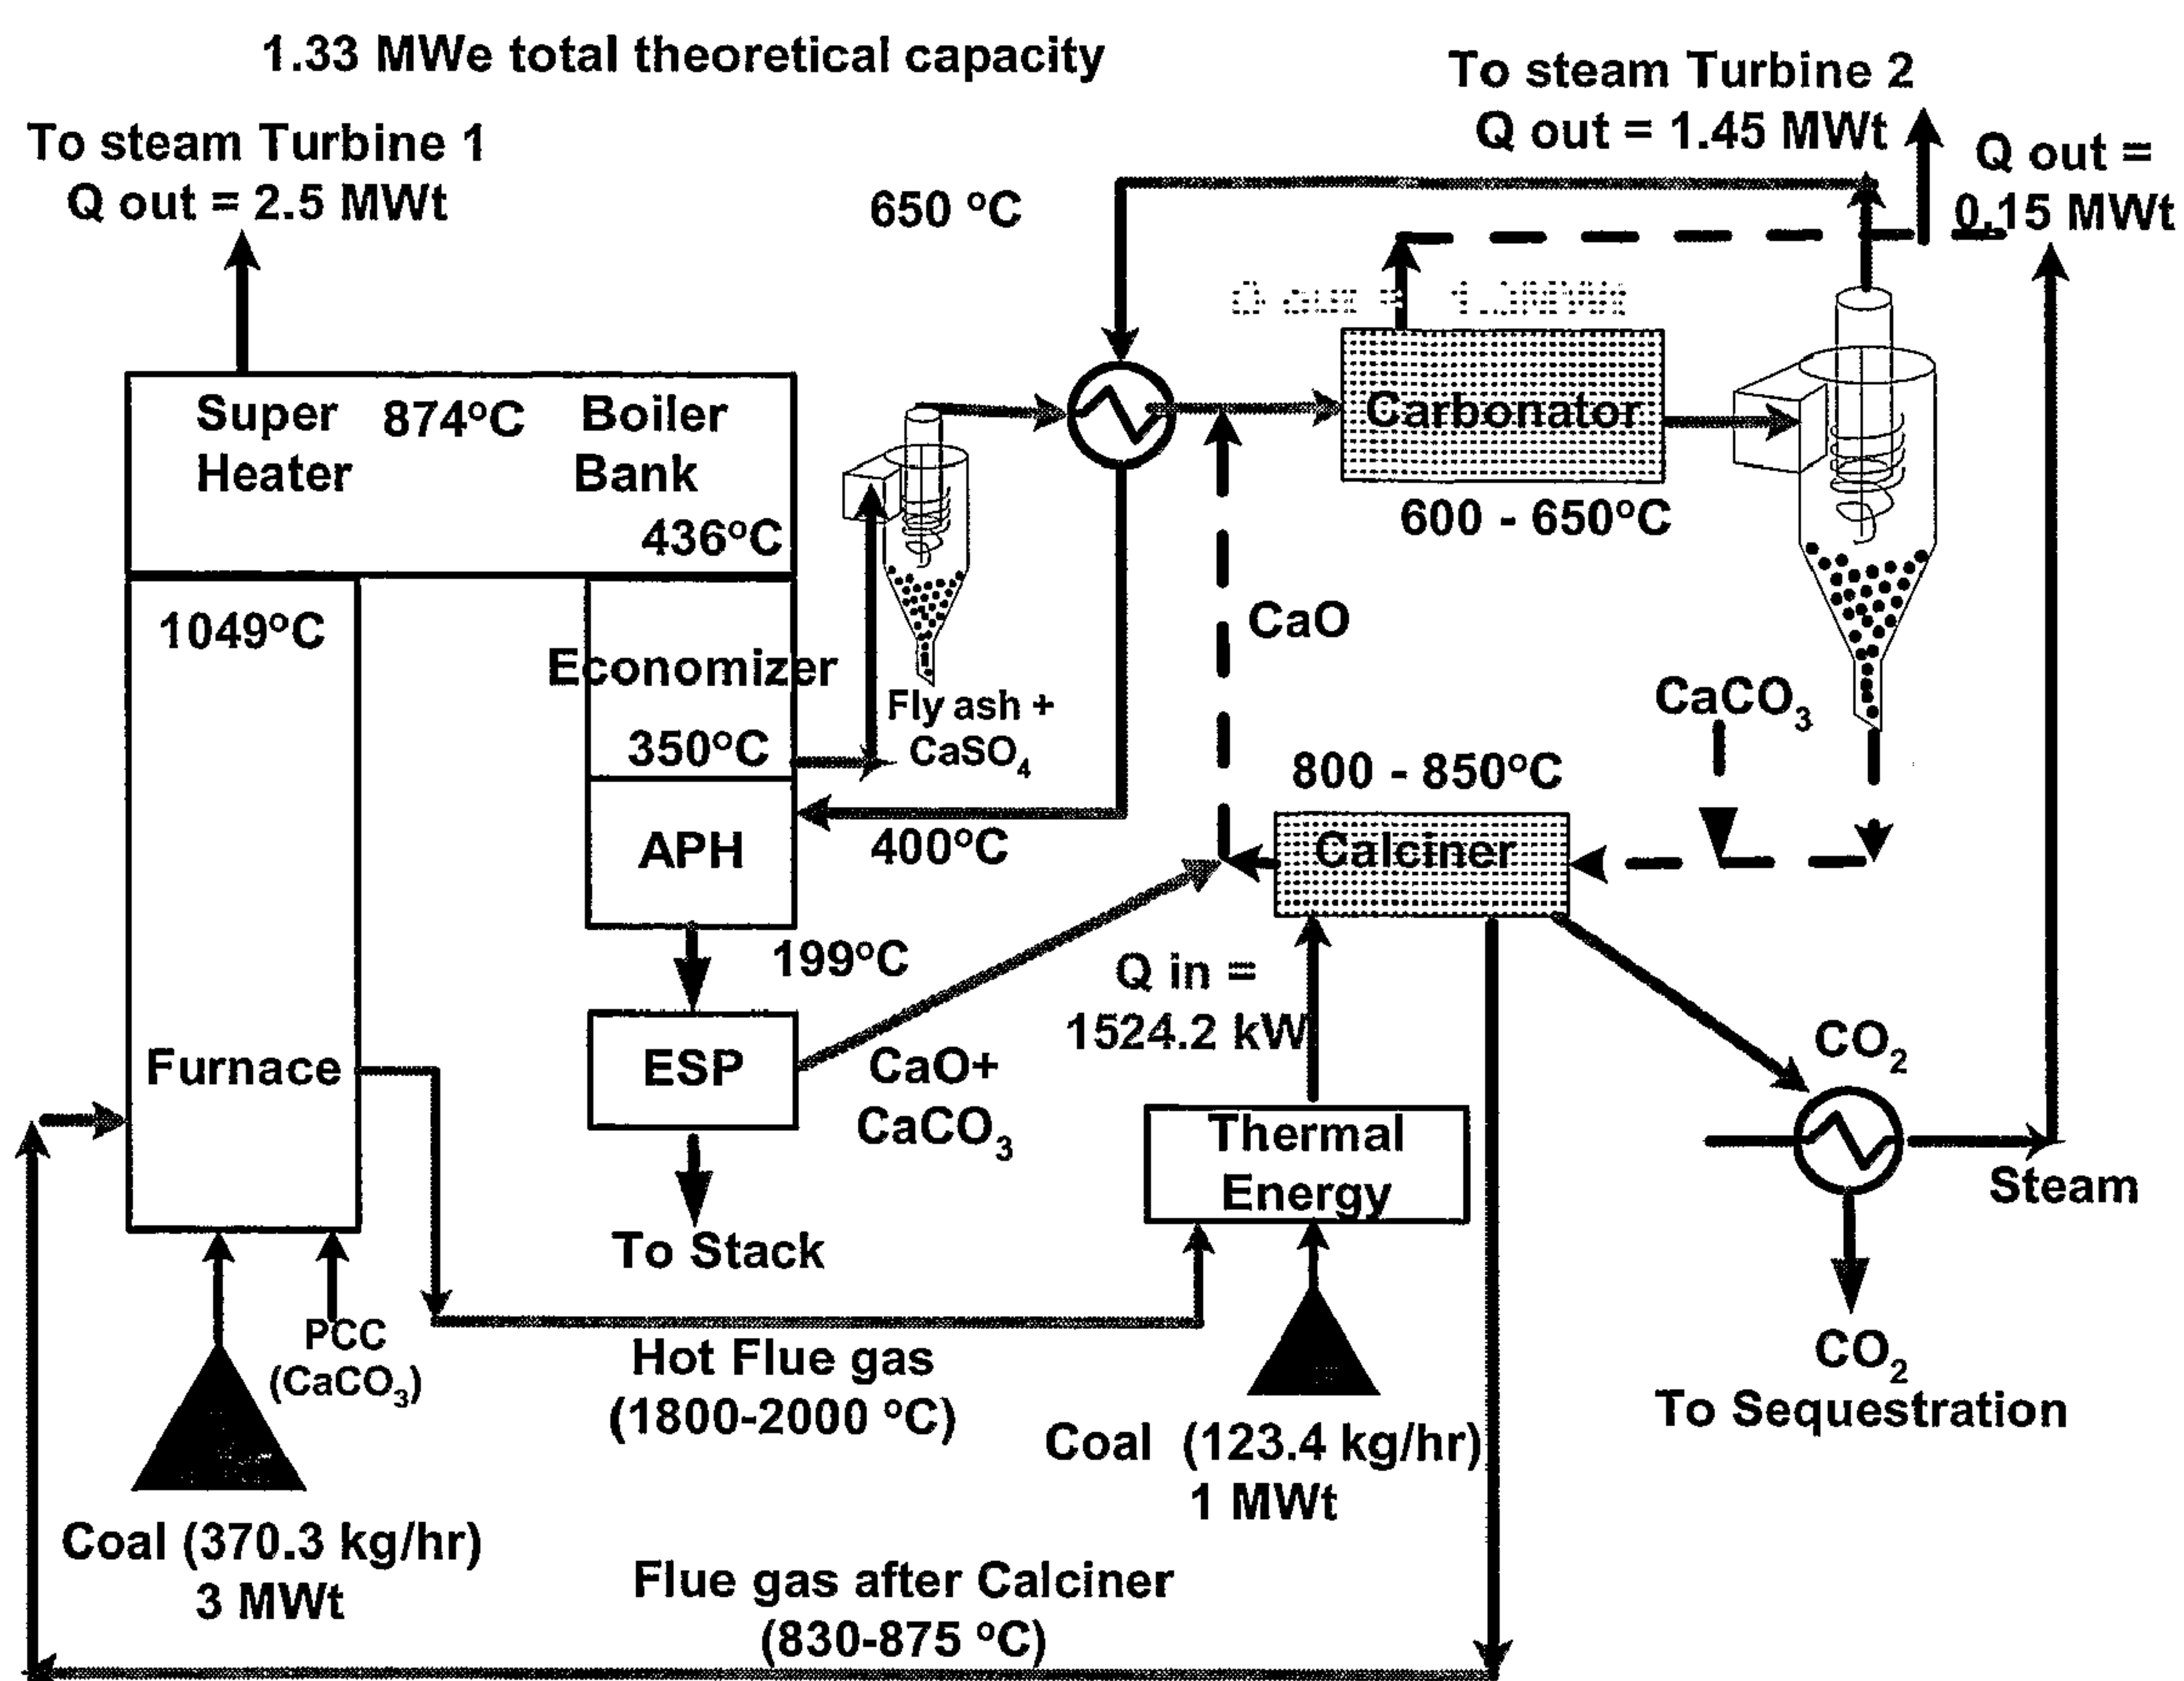 1.33 MWe total theoretical capacity
To steam Turbine 2
Q out = 1.45 MWt
Q out =
0.15 MWt
To steam Turbine 1
Q out = 2.5 MWt
650 °C
Super
Heater
874°C
Boiler
Bank
436°C
Carbonator
600 - 650°C
1049°C
Economizer
350°C
Fly ash +
CaSO₄
CaO
CaCO₃
800 - 850°C
APH
400°C
Calciner
199°C
Q in =
1524.2 kW
ESP
CaO+
CaCO₃
CO₂
Furnace
Thermal
Energy
Steam
To Stack
PCC
(CaCO₃)
Hot Flue gas
(1800-2000 °C)
CO₂
To Sequestration
Coal (123.4 kg/hr)
1 MWt
Coal (370.3 kg/hr)
3 MWt
Flue gas after Calciner
(830-875 °C)